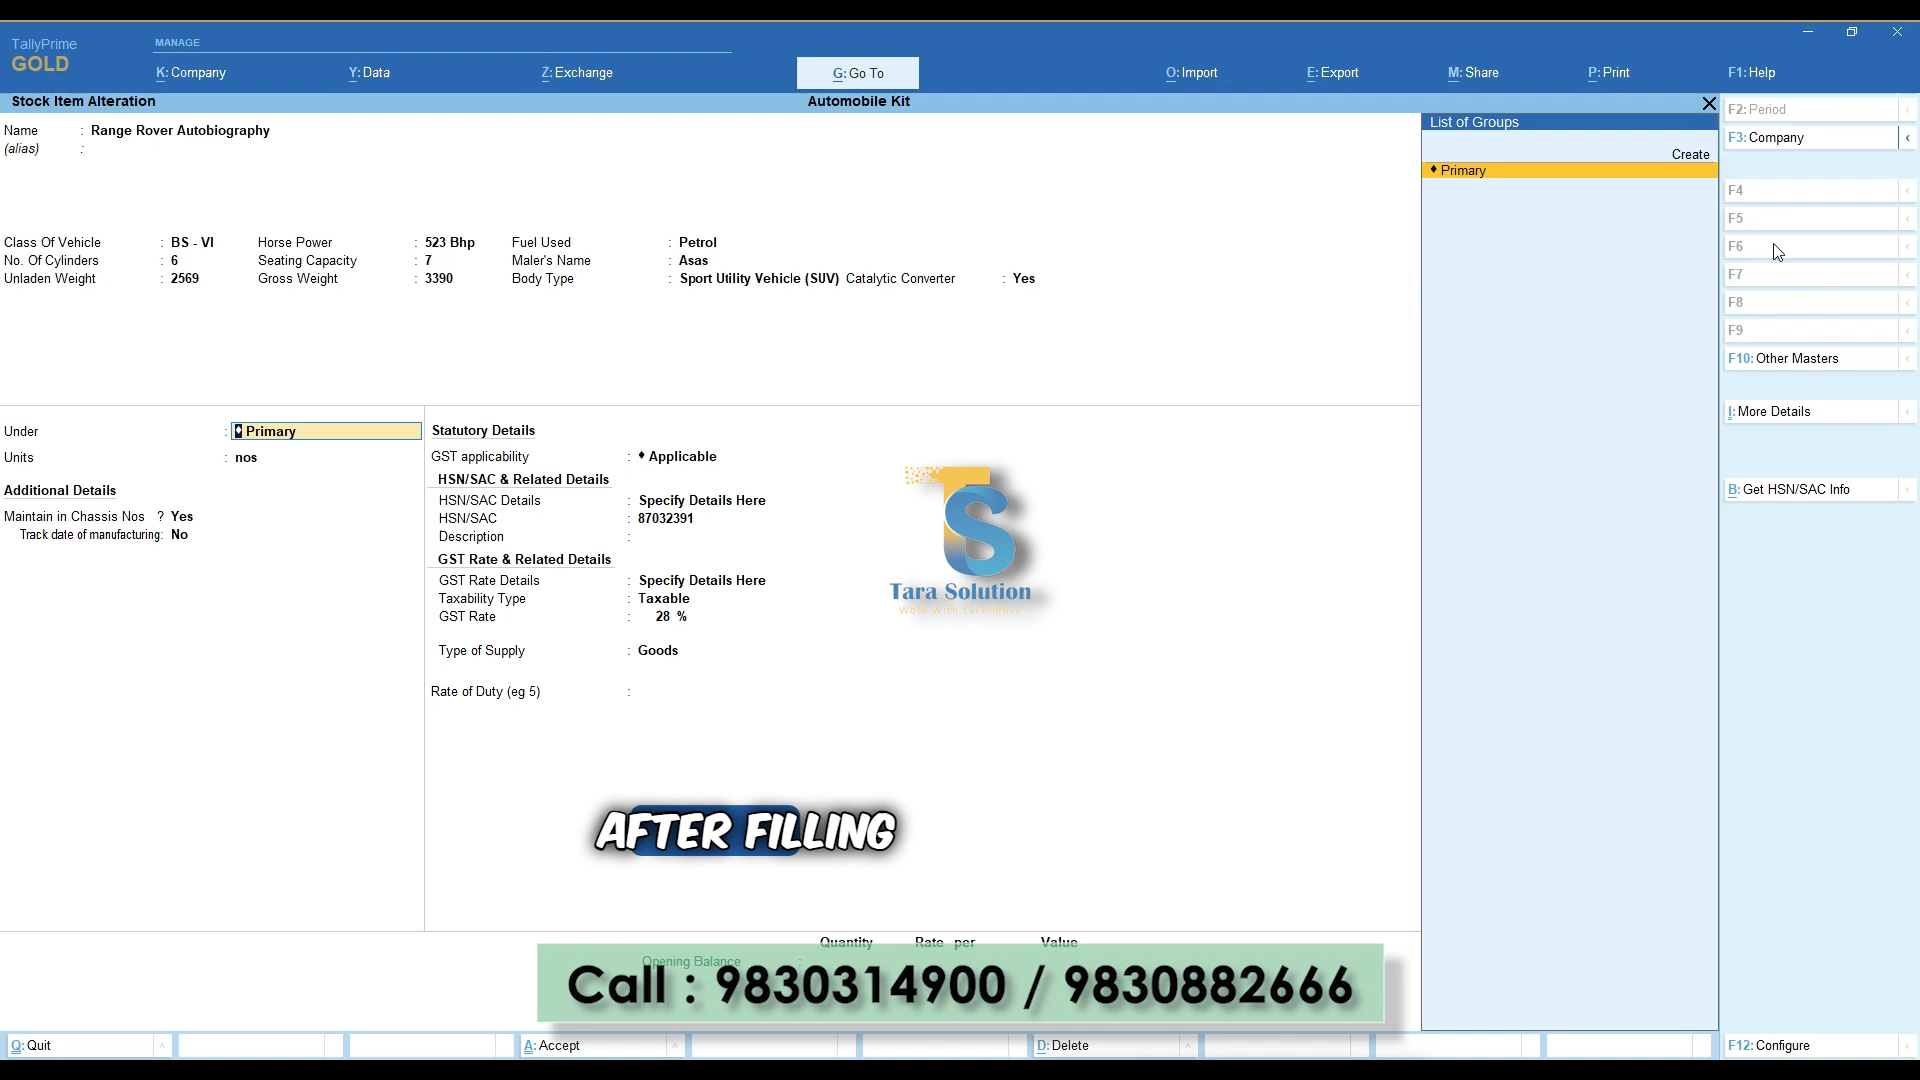 TallyPrime
GOLD
MANAGE
K: Company
Y: Data
Z: Exchange
G: Go To
O: Import
E: Export
M: Share
P: Print
F1: Help
Stock Item Alteration
Automobile Kit
Name : Range Rover Autobiography
(alias) :
Class Of Vehicle : BS - VI Horse Power : 523 Bhp Fuel Used : Petrol
No. Of Cylinders : 6 Seating Capacity : 7 Maler's Name : Asas
Unladen Weight : 2569 Gross Weight : 3390 Body Type : Sport Utility Vehicle (SUV) Catalytic Converter : Yes
Under : Primary
Units : nos
Additional Details
Maintain in Chassis Nos ? Yes
Track date of manufacturing: No
Statutory Details
GST applicability : Applicable
HSN/SAC & Related Details
HSN/SAC Details : Specify Details Here
HSN/SAC : 87032391
Description :
GST Rate & Related Details
GST Rate Details : Specify Details Here
Taxability Type : Taxable
GST Rate : 28 %
Type of Supply : Goods
Rate of Duty (eg 5) :
TS
Tara Solution
Work With Excellence
AFTER FILLING
Quantity Rate per Value
Opening Balance :
Call : 9830314900 / 9830882666
List of Groups
Create
Primary
F2: Period
F3: Company
F4
F5
F6
F7
F8
F9
F10: Other Masters
I: More Details
B: Get HSN/SAC Info
Q: Quit
A: Accept
D: Delete
F12: Configure